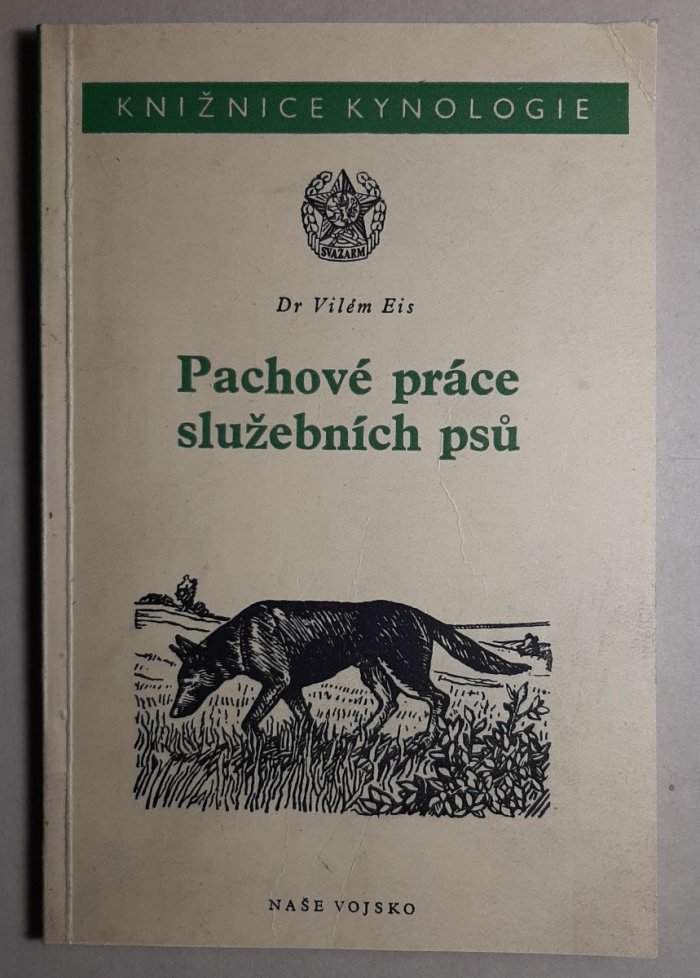 KNIŽNICE KYNOLOGIE
SVAZARM
Dr Vilém Eis
Pachové práce
služebních psů
NAŠE VOJSKO